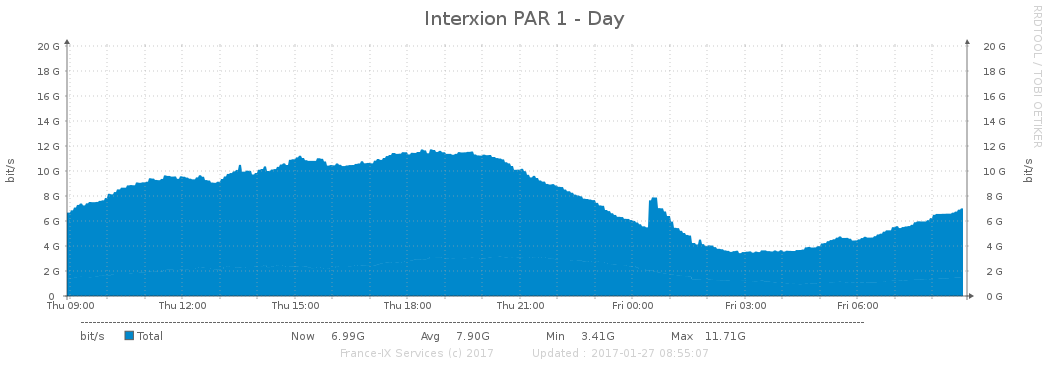 Interxion PAR 1 - Day
RRDTOOL / TOBI OETIKER
bit/s
bit/s
20 G 20 G
18 G 18 G
16 G 16 G
14 G 14 G
12 G 12 G
10 G 10 G
8 G 8 G
6 G 6 G
4 G 4 G
2 G 2 G
0 0 G
Thu 09:00 Thu 12:00 Thu 15:00 Thu 18:00 Thu 21:00 Fri 00:00 Fri 03:00 Fri 06:00
bit/s Total Now 6.99G Avg 7.90G Min 3.41G Max 11.71G
France-IX Services (c) 2017 Updated : 2017-01-27 08:55:07